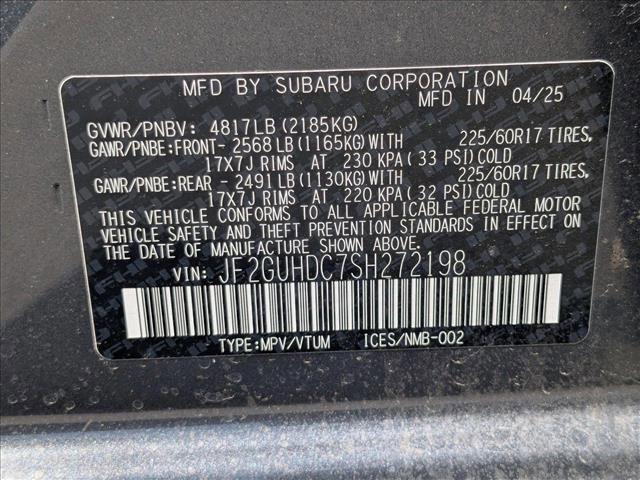 MFD BY SUBARU CORPORATION
MFD IN 04/25
GVWR/PNBV: 4817LB (2185KG)
GAWR/PNBE:FRONT- 2568 LB (1165KG)WITH 225/60R17 TIRES,
17X7J RIMS AT 230 KPA (33 PSI)COLD
GAWR/PNBE:REAR - 2491 LB (1130KG)WITH 225/60R17 TIRES,
17X7J RIMS AT 220 KPA (32 PSI)COLD
THIS VEHICLE CONFORMS TO ALL APPLICABLE FEDERAL MOTOR
VEHICLE SAFETY AND THEFT PREVENTION STANDARDS IN EFFECT
ON THE DATE OF MANUFACTURE SHOWN ABOVE.
VIN: JF2GUHDC7SH272198
TYPE:MPV/VTUM ICES/NMB-002